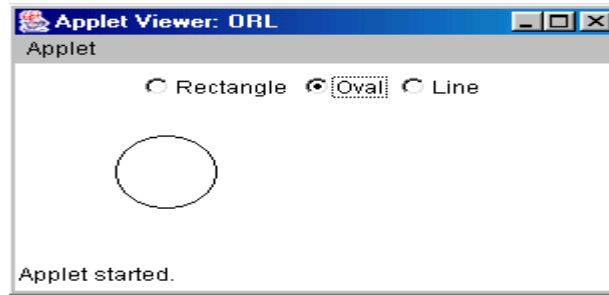 Applet Viewer: ORL
Applet
Rectangle Oval Line
Applet started.